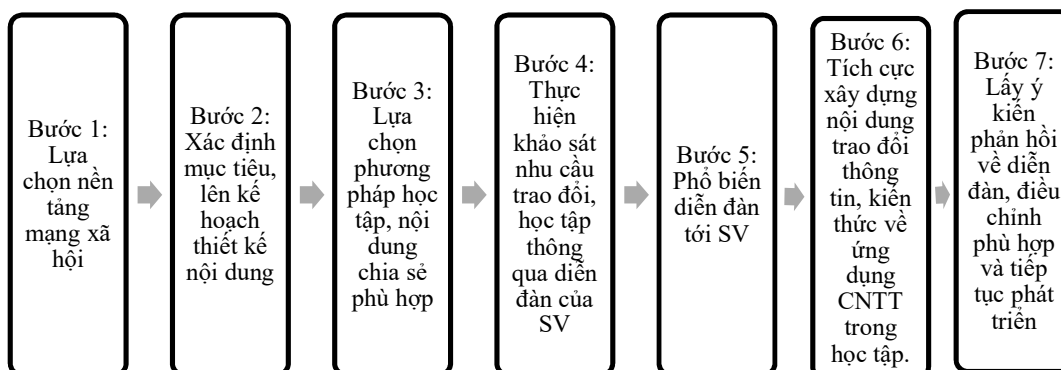 Bước 1:
Lựa
chọn nền
tảng
mạng xã
hội
Bước 2:
Xác định
mục tiêu,
lên kế
hoạch
thiết kế
nội dung
Bước 3:
Lựa
chọn
phương
pháp học
tập, nội
dung
chia sẻ
phù hợp
Bước 4:
Thực
hiện
khảo sát
nhu cầu
trao đổi,
học tập
thông
qua diễn
đàn của
SV
Bước 5:
Phổ biến
diễn đàn
tới SV
Bước 6:
Tích cực
xây dựng
nội dung
trao đổi
thông
tin, kiến
thức về
ứng
dụng
CNTT
trong
học tập.
Bước 7:
Lấy ý
kiến
phản hồi
về diễn
đàn, điều
chỉnh
phù hợp
và tiếp
tục phát
triển